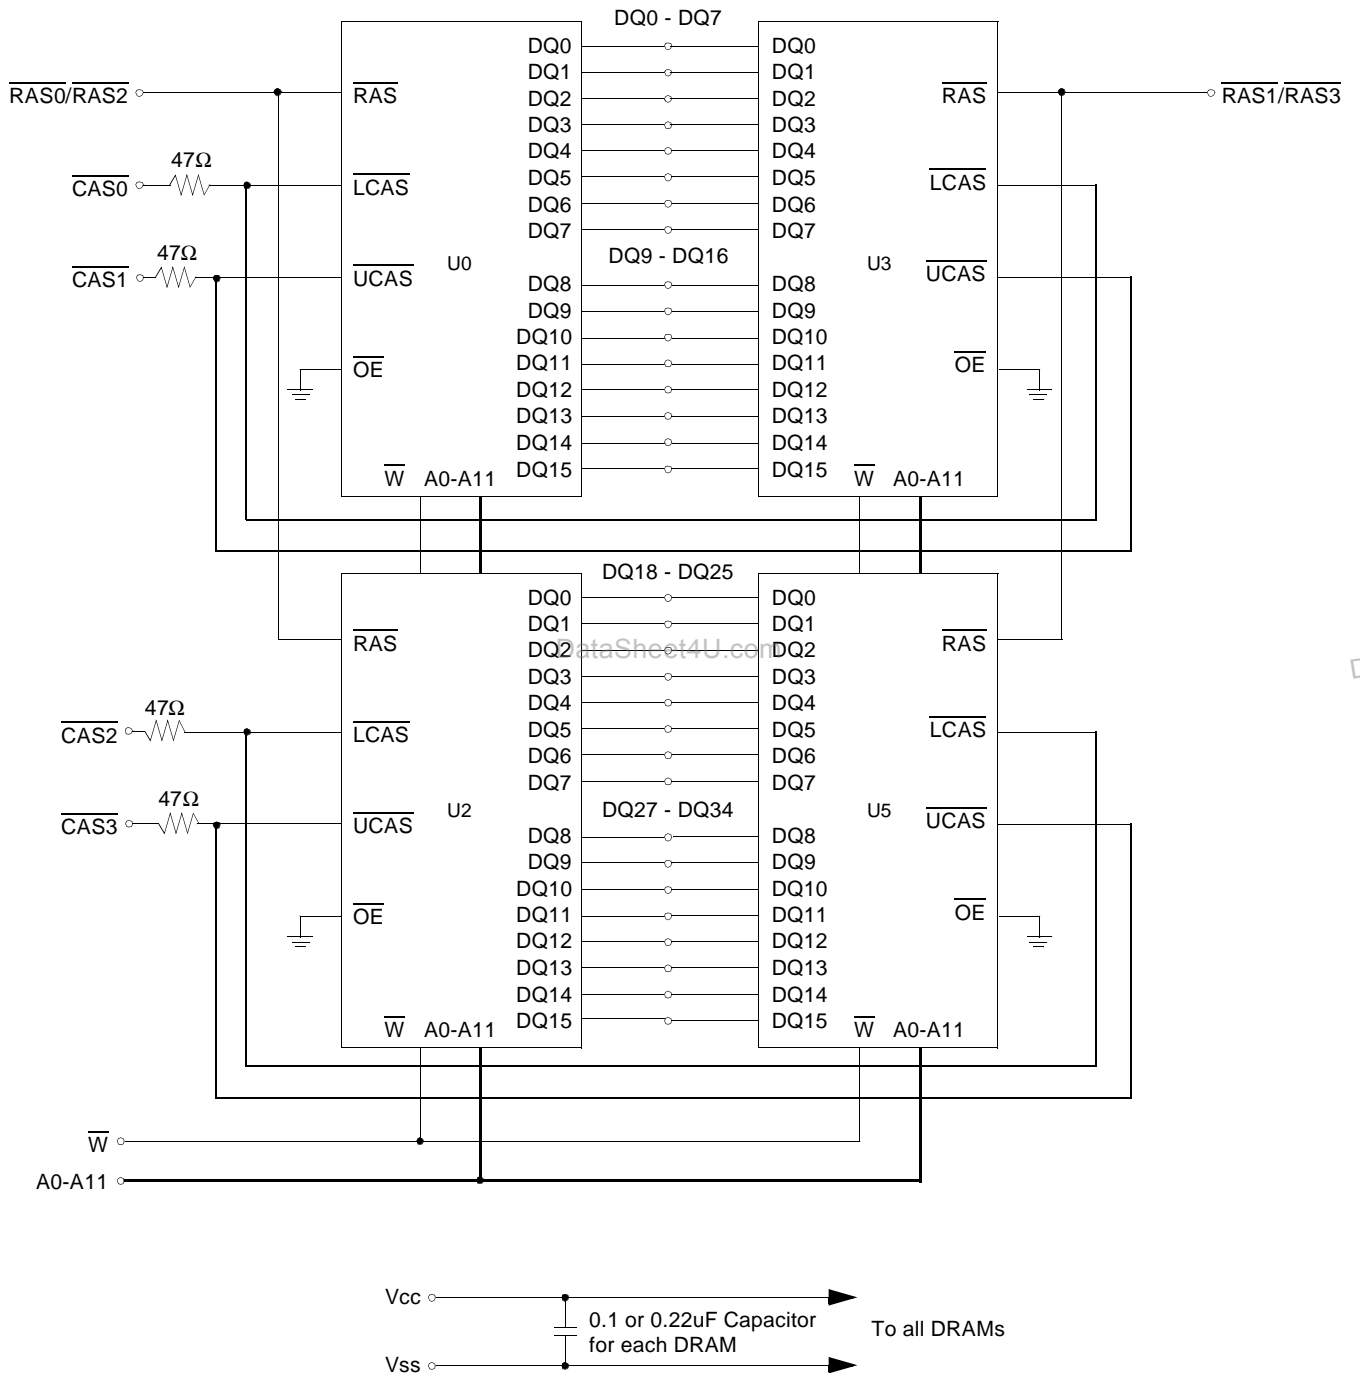 DQ0 - DQ7
RAS0/RAS2
RAS
DQ0
DQ1
DQ2
DQ3
DQ4
DQ5
DQ6
DQ7
47Ω
CAS0
LCAS
47Ω
CAS1
UCAS
U0
DQ9 - DQ16
DQ8
DQ9
DQ10
DQ11
DQ12
DQ13
DQ14
DQ15
OE
W
A0-A11
DQ0
DQ1
DQ2
DQ3
DQ4
DQ5
DQ6
DQ7
RAS
RAS1/RAS3
LCAS
U3
UCAS
DQ8
DQ9
DQ10
DQ11
DQ12
DQ13
DQ14
DQ15
OE
W
A0-A11
DQ18 - DQ25
RAS
DQ0
DQ1
DQ2
DQ3
DQ4
DQ5
DQ6
DQ7
DataSheet4U.com
47Ω
CAS2
LCAS
47Ω
CAS3
UCAS
U2
DQ27 - DQ34
DQ8
DQ9
DQ10
DQ11
DQ12
DQ13
DQ14
DQ15
OE
W
A0-A11
DQ0
DQ1
DQ2
DQ3
DQ4
DQ5
DQ6
DQ7
RAS
LCAS
U5
UCAS
DQ8
DQ9
DQ10
DQ11
DQ12
DQ13
DQ14
DQ15
OE
W
A0-A11
W
A0-A11
Vcc
0.1 or 0.22uF Capacitor
for each DRAM
To all DRAMs
Vss